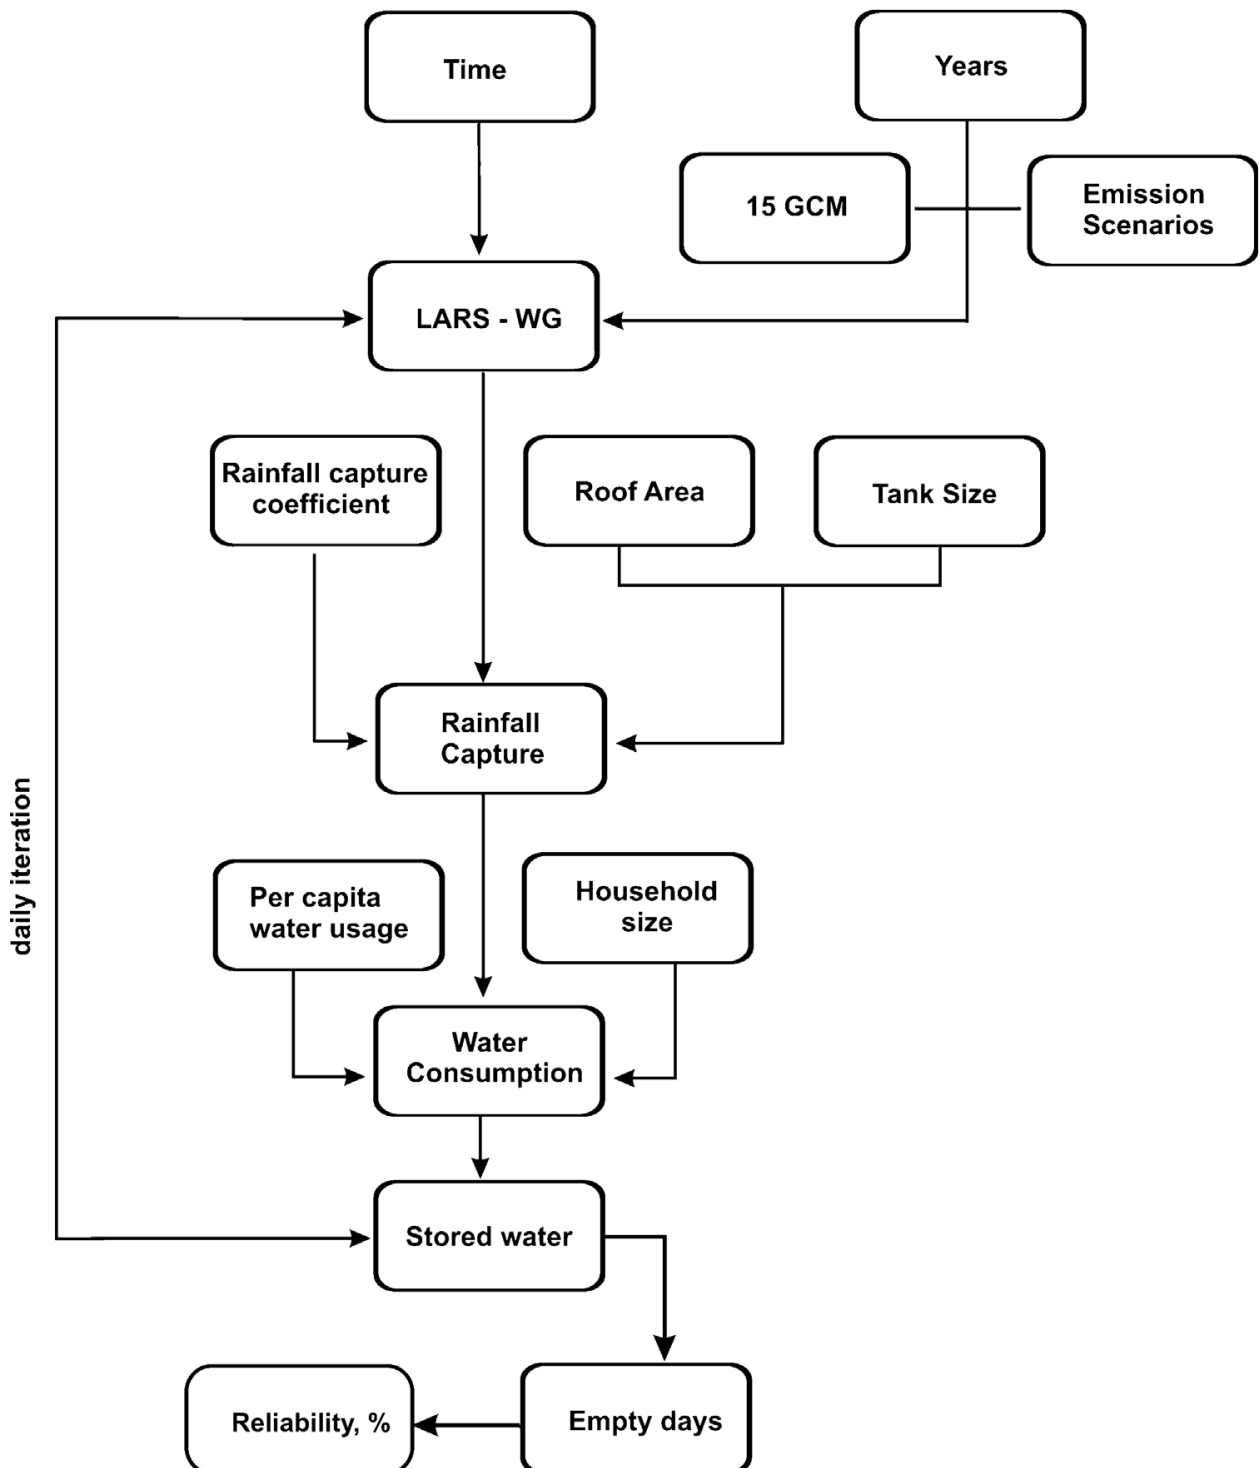 Time
Years
15 GCM
Emission
Scenarios
LARS - WG
Rainfall capture
coefficient
Roof Area
Tank Size
Rainfall
Capture
daily iteration
Per capita
water usage
Household
size
Water
Consumption
Stored water
Reliability, %
Empty days